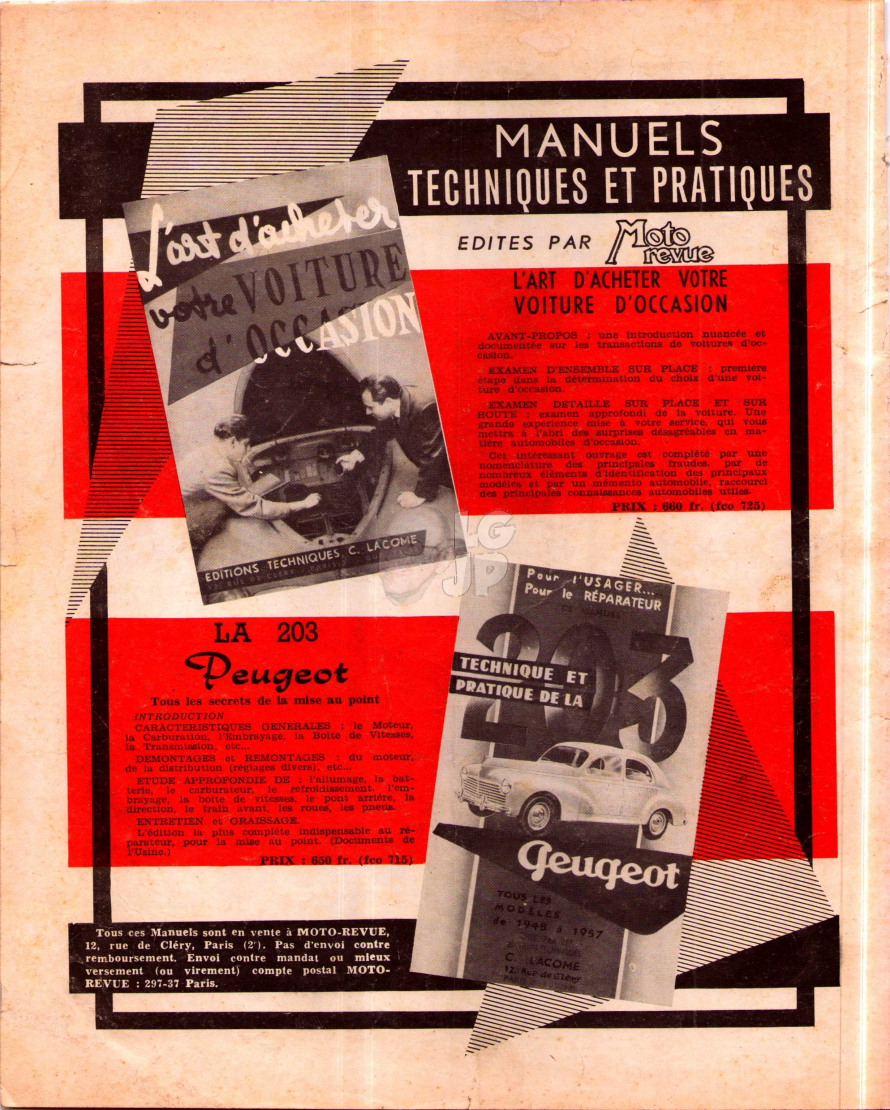 MANUELS
TECHNIQUES ET PRATIQUES
EDITES PAR Moto
revue
L'art d'acheter
votre VOITURE
d'OCCASION
EDITIONS TECHNIQUES C. LACOME
L'ART D'ACHETER VOTRE
VOITURE D'OCCASION
AVANT-PROPOS : une introduction nuancée et
documentée sur les transactions de voitures d'oc-
casion.
EXAMEN D'ENSEMBLE SUR PLACE : première
étape dans la détermination du choix d'une voi-
ture d'occasion.
EXAMEN DETAILLE SUR PLACE ET SUR
ROUTE : examen approfondi de la voiture. Une
grande expérience mise à votre service, qui vous
mettra à l'abri des surprises désagréables en ma-
tière automobiles d'occasion.
Cet intéressant ouvrage est complété par une
nomenclature des principales fraudes, par de
nombreux éléments d'identification des principaux
modèles et par un mémento automobile, raccourci
des principales connaissances automobiles utiles.
PRIX : 660 fr. (fco 725)
LGJP
LA 203
Peugeot
Tous les secrets de la mise au point
INTRODUCTION
CARACTERISTIQUES GENERALES : le Moteur,
la Carburation, l'Embrayage, la Boîte de Vitesses,
la Transmission, etc...
DEMONTAGES et REMONTAGES : du moteur,
de la distribution (réglages divers), etc...
ETUDE APPROFONDIE DE : l'allumage, la bat-
terie, le carburateur, le refroidissement, l'em-
brayage, la boîte de vitesses, le pont arrière, la
direction, le train avant, les roues, les pneus.
ENTRETIEN et GRAISSAGE.
L'édition la plus complète indispensable au ré-
parateur, pour la mise au point. (Documents de
l'Usine.)
PRIX : 650 fr. (fco 715)
Pour l'USAGER...
Pour le RÉPARATEUR
203
TECHNIQUE ET
PRATIQUE DE LA
Peugeot
TOUS LES
MODÈLES
de 1948 à 1957
C. LACOME
12, Rue de Cléry
Tous ces Manuels sont en vente à MOTO-REVUE,
12, rue de Cléry, Paris (2'). Pas d'envoi contre
remboursement. Envoi contre mandat ou mieux
versement (ou virement) compte postal MOTO-
REVUE : 297-37 Paris.